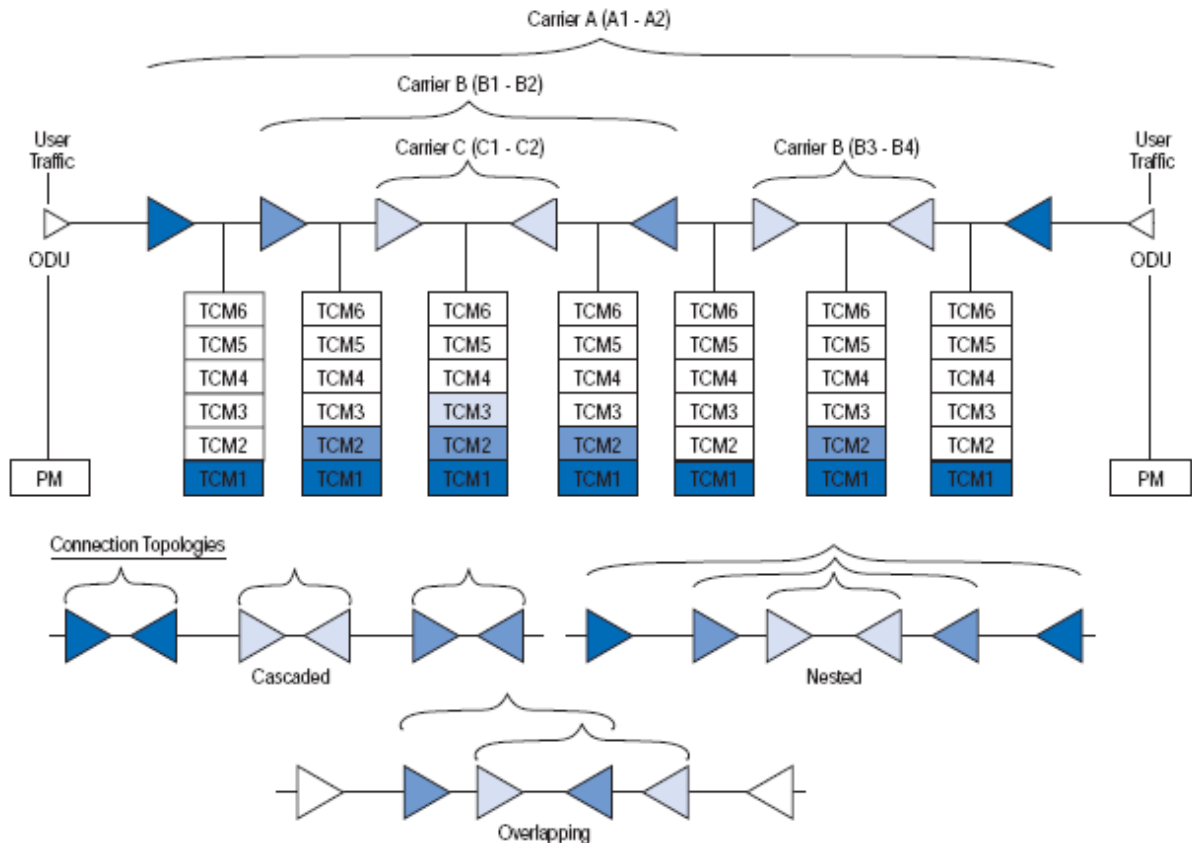 Carrier A (A1 - A2)
Carrier B (B1 - B2)
User
Traffic
Carrier C (C1 - C2)
Carrier B (B3 - B4)
User
Traffic
ODU
ODU
TCM6 TCM6 TCM6 TCM6 TCM6 TCM6 TCM6
TCM5 TCM5 TCM5 TCM5 TCM5 TCM5 TCM5
TCM4 TCM4 TCM4 TCM4 TCM4 TCM4 TCM4
TCM3 TCM3 TCM3 TCM3 TCM3 TCM3 TCM3
TCM2 TCM2 TCM2 TCM2 TCM2 TCM2 TCM2
PM TCM1 TCM1 TCM1 TCM1 TCM1 TCM1 TCM1 PM
Connection Topologies
Cascaded
Nested
Overlapping